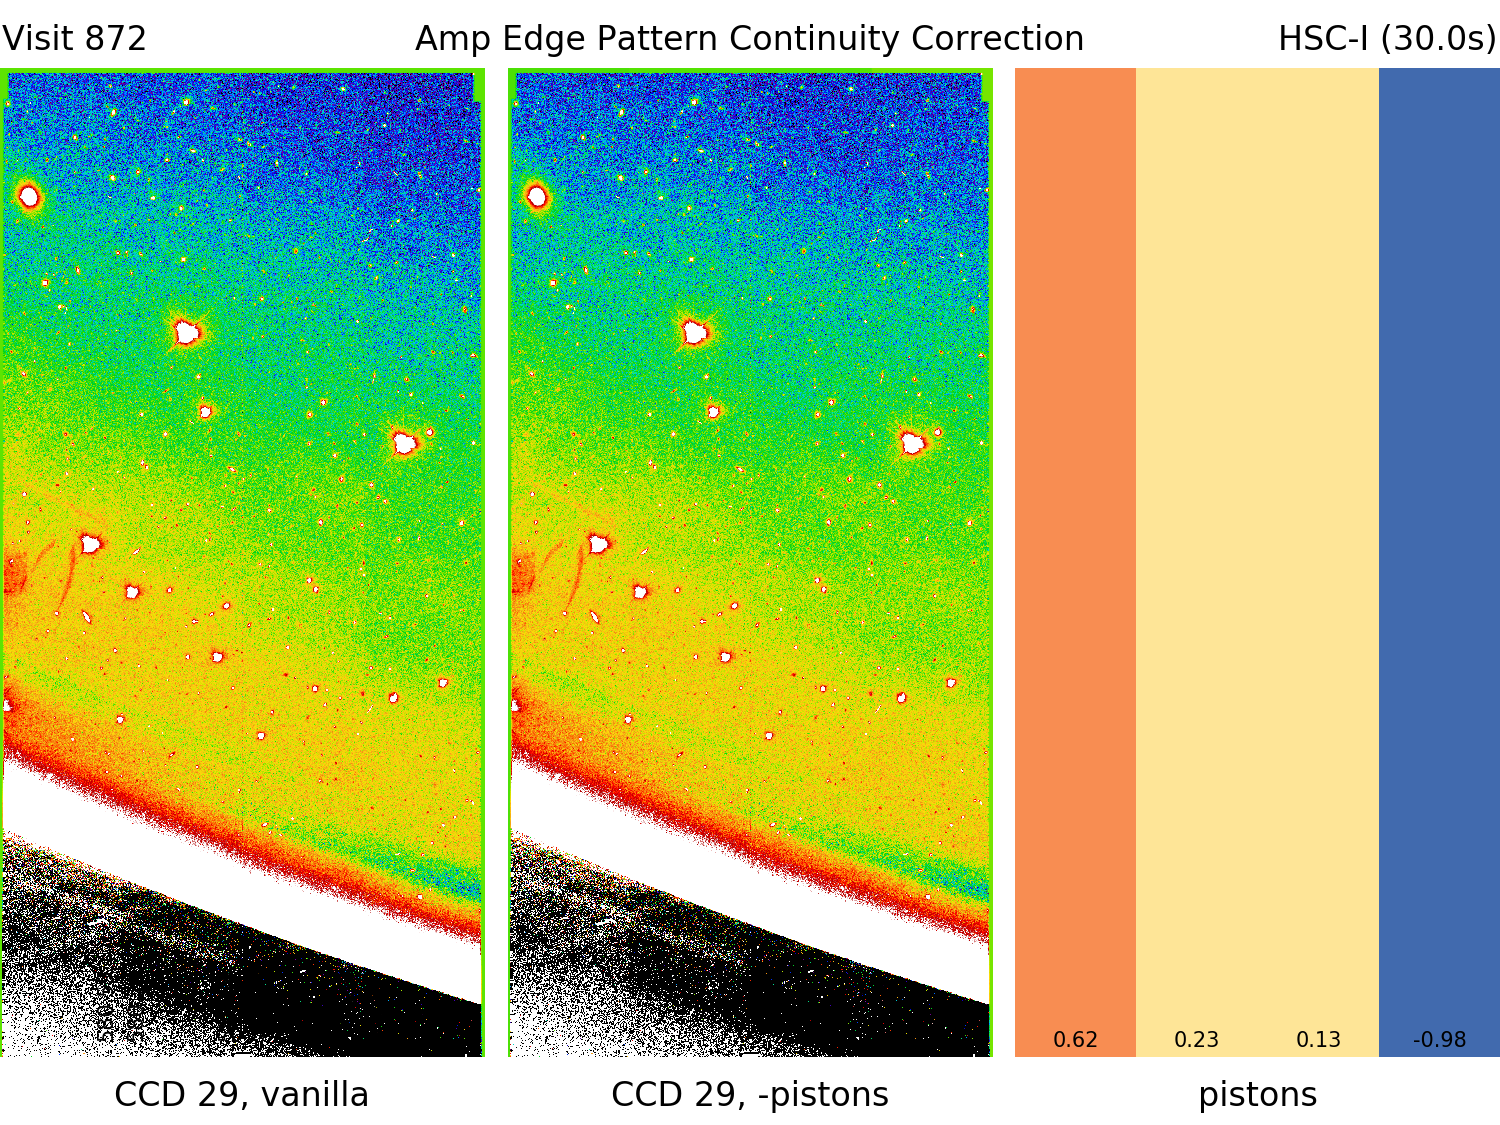 Visit 872 Amp Edge Pattern Continuity Correction HSC-I (30.0s)
0.62 0.23 0.13 -0.98
CCD 29, vanilla CCD 29, -pistons pistons